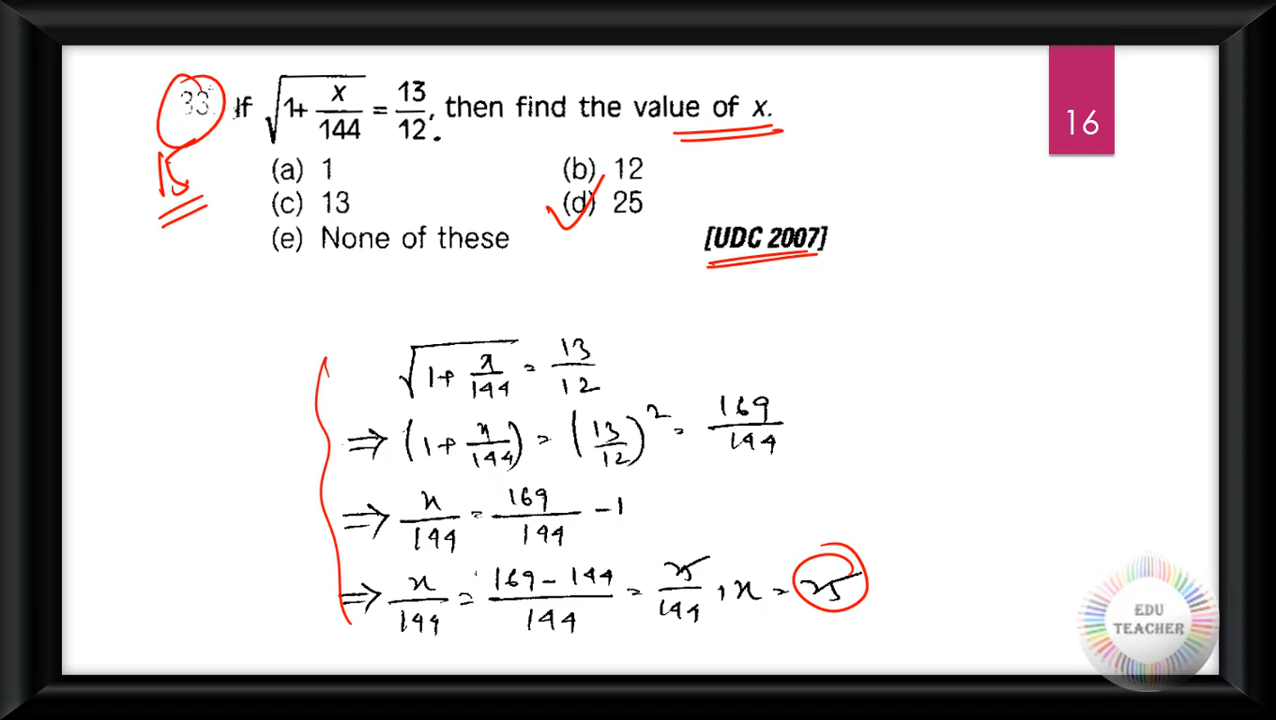 33. If √(1+ x/144) = 13/12, then find the value of x.
16
15
(a) 1 (b) 12
(c) 13 (d) 25
(e) None of these [UDC 2007]
√(1+ x/144) = 13/12
⇒ (1+ x/144) = (13/12)² = 169/144
⇒ x/144 = 169/144 - 1
⇒ x/144 = 169-144/144 = 25/144, x = 25
EDU
TEACHER